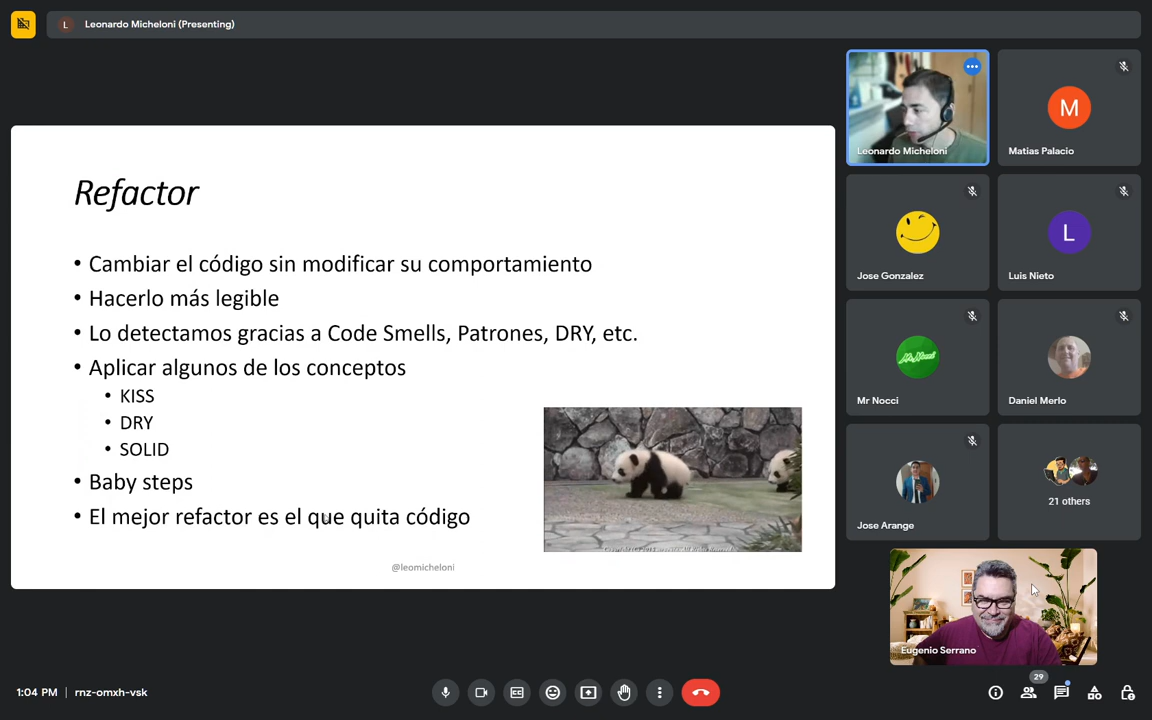 L
Leonardo Micheloni (Presenting)
Refactor
• Cambiar el código sin modificar su comportamiento
• Hacerlo más legible
• Lo detectamos gracias a Code Smells, Patrones, DRY, etc.
• Aplicar algunos de los conceptos
• KISS
• DRY
• SOLID
• Baby steps
• El mejor refactor es el que quita código
@leomicheloni
Leonardo Micheloni
M
Matias Palacio
Jose Gonzalez
L
Luis Nieto
Mr Nocci
Mr Nocci
Daniel Merlo
Jose Arange
21 others
Eugenio Serrano
1:04 PM | rnz-omxh-vsk
29